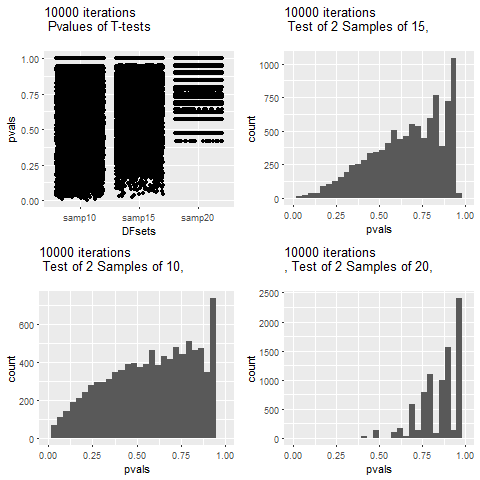 10000 iterations
Pvalues of T-tests
1.00
0.75
0.50
0.25
0.00
pvals
samp10 samp15 samp20
DFsets
10000 iterations
Test of 2 Samples of 15,
1000
750
500
250
0
count
0.00 0.25 0.50 0.75 1.00
pvals
10000 iterations
Test of 2 Samples of 10,
600
400
200
0
count
0.00 0.25 0.50 0.75 1.00
pvals
10000 iterations
, Test of 2 Samples of 20,
2500
2000
1500
1000
500
0
count
0.00 0.25 0.50 0.75 1.00
pvals